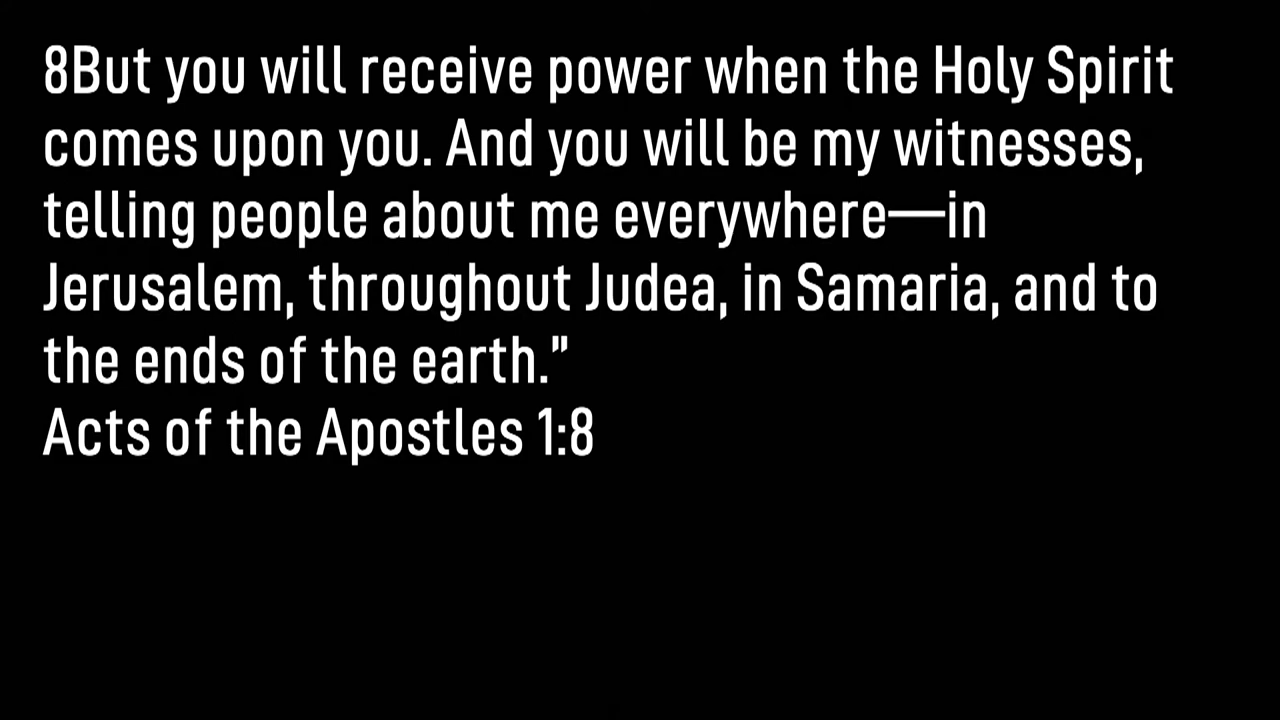 8But you will receive power when the Holy Spirit
comes upon you. And you will be my witnesses,
telling people about me everywhere—in
Jerusalem, throughout Judea, in Samaria, and to
the ends of the earth.”
Acts of the Apostles 1:8